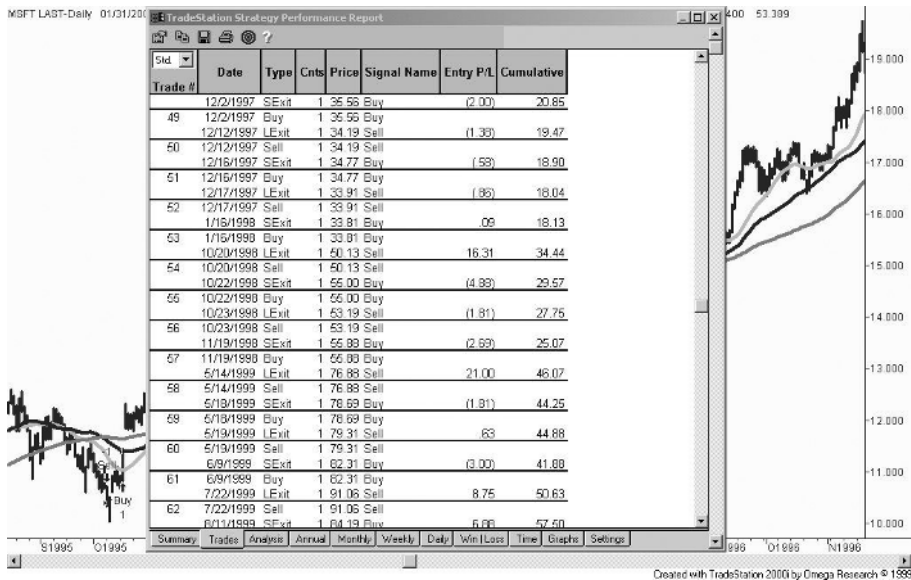 MSFT LAST-Daily 01/31/200
TradeStation Strategy Performance Report
400 53.389
Std.
Trade # Date Type Cnts Price Signal Name Entry P/L Cumulative
12/2/1997 SExit 1 35.56 Buy (2.00) 20.85
49 12/2/1997 Buy 1 35.56 Buy
12/12/1997 LExit 1 34.19 Sell (1.38) 19.47
50 12/12/1997 Sell 1 34.19 Sell
12/16/1997 SExit 1 34.77 Buy (.58) 18.90
51 12/16/1997 Buy 1 34.77 Buy
12/17/1997 LExit 1 33.91 Sell (.86) 18.04
52 12/17/1997 Sell 1 33.91 Sell
1/16/1998 SExit 1 33.81 Buy .09 18.13
53 1/16/1998 Buy 1 33.81 Buy
10/20/1998 LExit 1 50.13 Sell 16.31 34.44
54 10/20/1998 Sell 1 50.13 Sell
10/22/1998 SExit 1 55.00 Buy (4.88) 29.57
55 10/22/1998 Buy 1 55.00 Buy
10/23/1998 LExit 1 53.19 Sell (1.81) 27.75
56 10/23/1998 Sell 1 53.19 Sell
11/19/1998 SExit 1 55.88 Buy (2.69) 25.07
57 11/19/1998 Buy 1 55.88 Buy
5/14/1999 LExit 1 76.88 Sell 21.00 46.07
58 5/14/1999 Sell 1 76.88 Sell
5/18/1999 SExit 1 78.69 Buy (1.81) 44.25
59 5/18/1999 Buy 1 78.69 Buy
5/19/1999 LExit 1 79.31 Sell .63 44.88
60 5/19/1999 Sell 1 79.31 Sell
6/9/1999 SExit 1 82.31 Buy (3.00) 41.88
61 6/9/1999 Buy 1 82.31 Buy
7/22/1999 LExit 1 91.06 Sell 8.75 50.63
62 7/22/1999 Sell 1 91.06 Sell
8/11/1999 SExit 1 84.19 Buy 6.88 57.50
Summary Trades Analysis Annual Monthly Weekly Daily Win | Loss Time Graphs Settings
19.000
18.000
17.000
16.000
15.000
14.000
13.000
12.000
11.000
10.000
Buy
1
S1995 O1995 996 O1996 N1996
Created with TradeStation 2000i by Omega Research © 1999